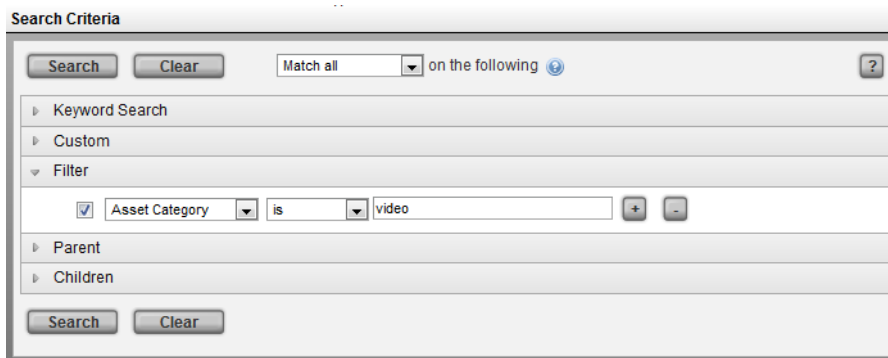 Search Criteria
Search Clear Match all on the following ?
Keyword Search
Custom
Filter
Asset Category is video + -
Parent
Children
Search Clear